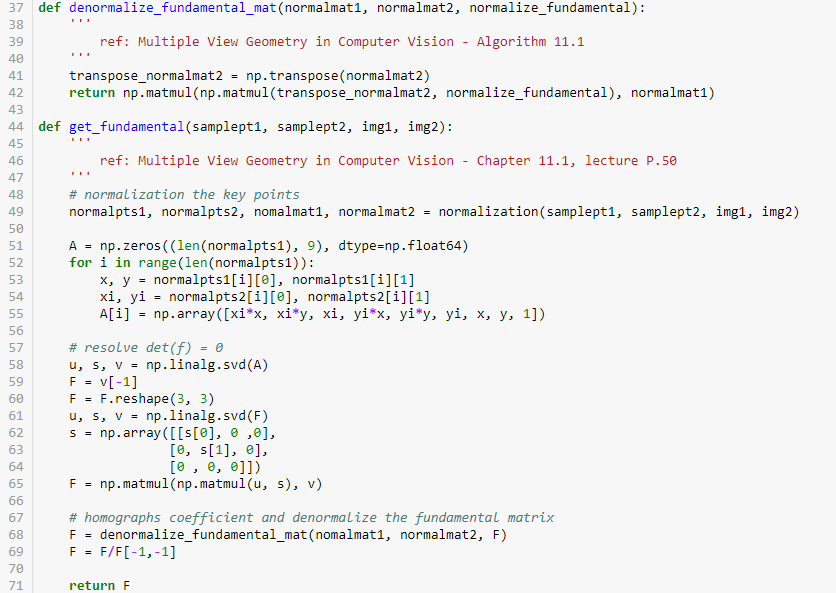 37 def denormalize_fundamental_mat(normalmat1, normalmat2, normalize_fundamental):
38     '''
39         ref: Multiple View Geometry in Computer Vision - Algorithm 11.1
40     '''
41     transpose_normalmat2 = np.transpose(normalmat2)
42     return np.matmul(np.matmul(transpose_normalmat2, normalize_fundamental), normalmat1)
43
44 def get_fundamental(samplept1, samplept2, img1, img2):
45     '''
46         ref: Multiple View Geometry in Computer Vision - Chapter 11.1, lecture P.50
47     '''
48     # normalization the key points
49     normalpts1, normalpts2, nomalmat1, normalmat2 = normalization(samplept1, samplept2, img1, img2)
50
51     A = np.zeros((len(normalpts1), 9), dtype=np.float64)
52     for i in range(len(normalpts1)):
53         x, y = normalpts1[i][0], normalpts1[i][1]
54         xi, yi = normalpts2[i][0], normalpts2[i][1]
55         A[i] = np.array([xi*x, xi*y, xi, yi*x, yi*y, yi, x, y, 1])
56
57     # resolve det(f) = 0
58     u, s, v = np.linalg.svd(A)
59     F = v[-1]
60     F = F.reshape(3, 3)
61     u, s, v = np.linalg.svd(F)
62     s = np.array([[s[0], 0 ,0],
63                  [0, s[1], 0],
64                  [0 , 0, 0]])
65     F = np.matmul(np.matmul(u, s), v)
66
67     # homographs coefficient and denormalize the fundamental matrix
68     F = denormalize_fundamental_mat(nomalmat1, normalmat2, F)
69     F = F/F[-1,-1]
70
71     return F